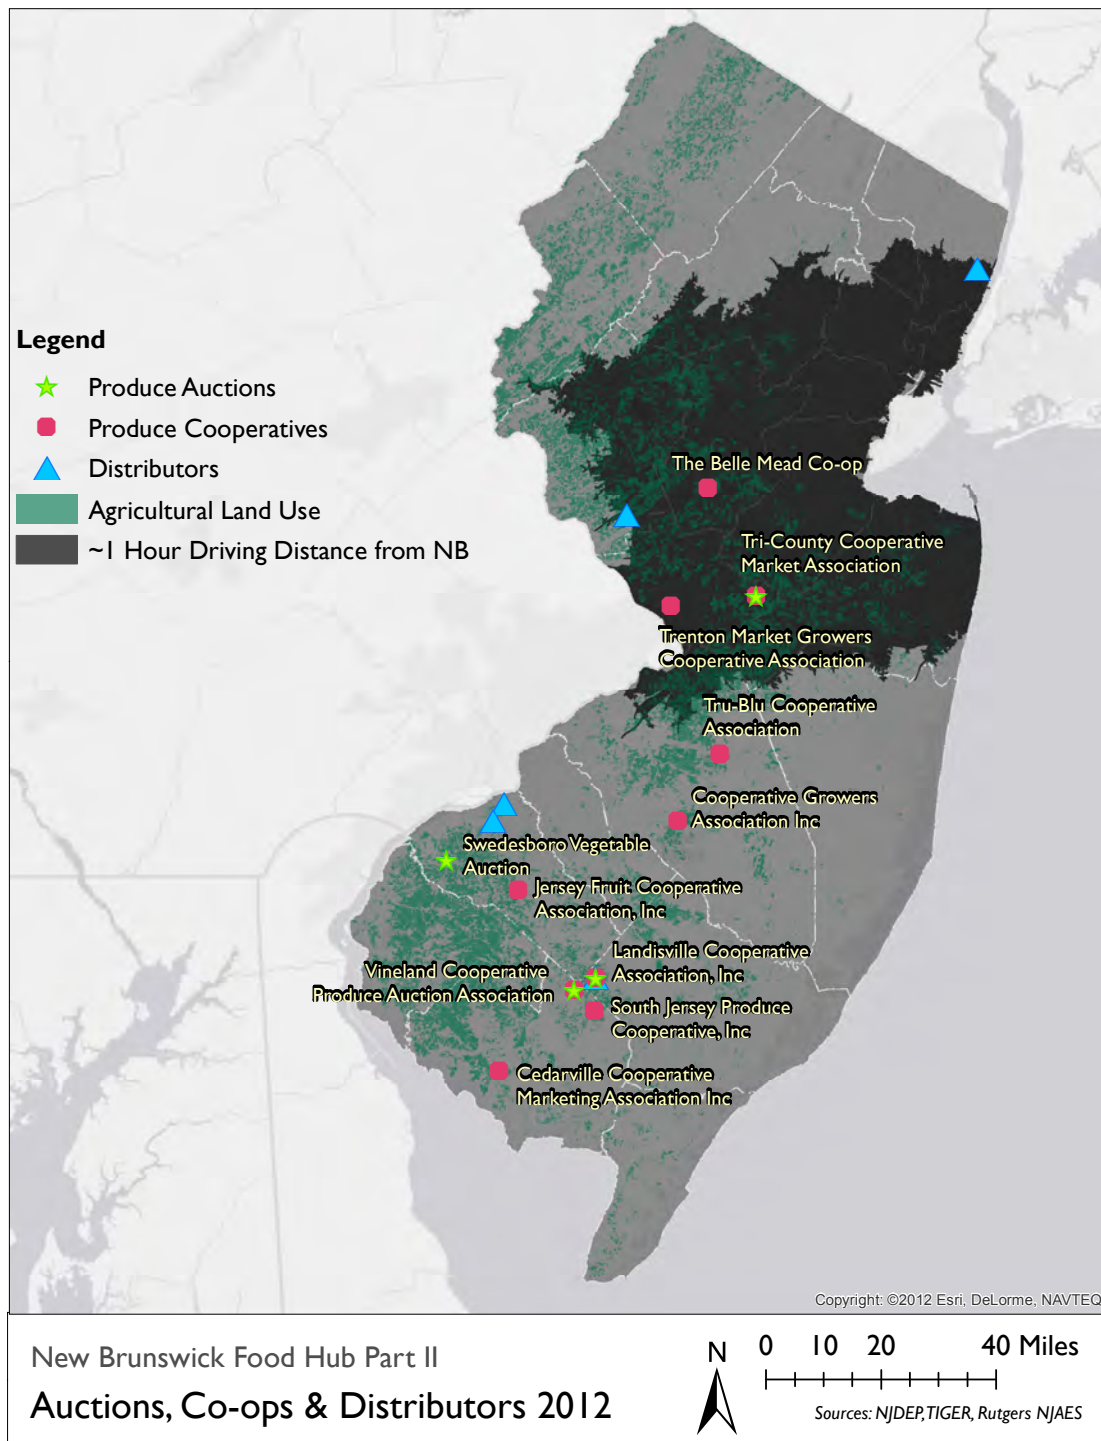 Legend
Produce Auctions
Produce Cooperatives
Distributors
Agricultural Land Use
~1 Hour Driving Distance from NB
The Belle Mead Co-op
Tri-County Cooperative
Market Association
Trenton Market Growers
Cooperative Association
Tru-Blu Cooperative
Association
Cooperative Growers
Association Inc
Swedesboro Vegetable
Auction
Jersey Fruit Cooperative
Association, Inc
Landisville Cooperative
Association, Inc
Vineland Cooperative
Produce Auction Association
South Jersey Produce
Cooperative, Inc
Cedarville Cooperative
Marketing Association Inc
Copyright: ©2012 Esri, DeLorme, NAVTEQ
New Brunswick Food Hub Part II
Auctions, Co-ops & Distributors 2012
N
0 10 20 40 Miles
Sources: NJDEP, TIGER, Rutgers NJAES